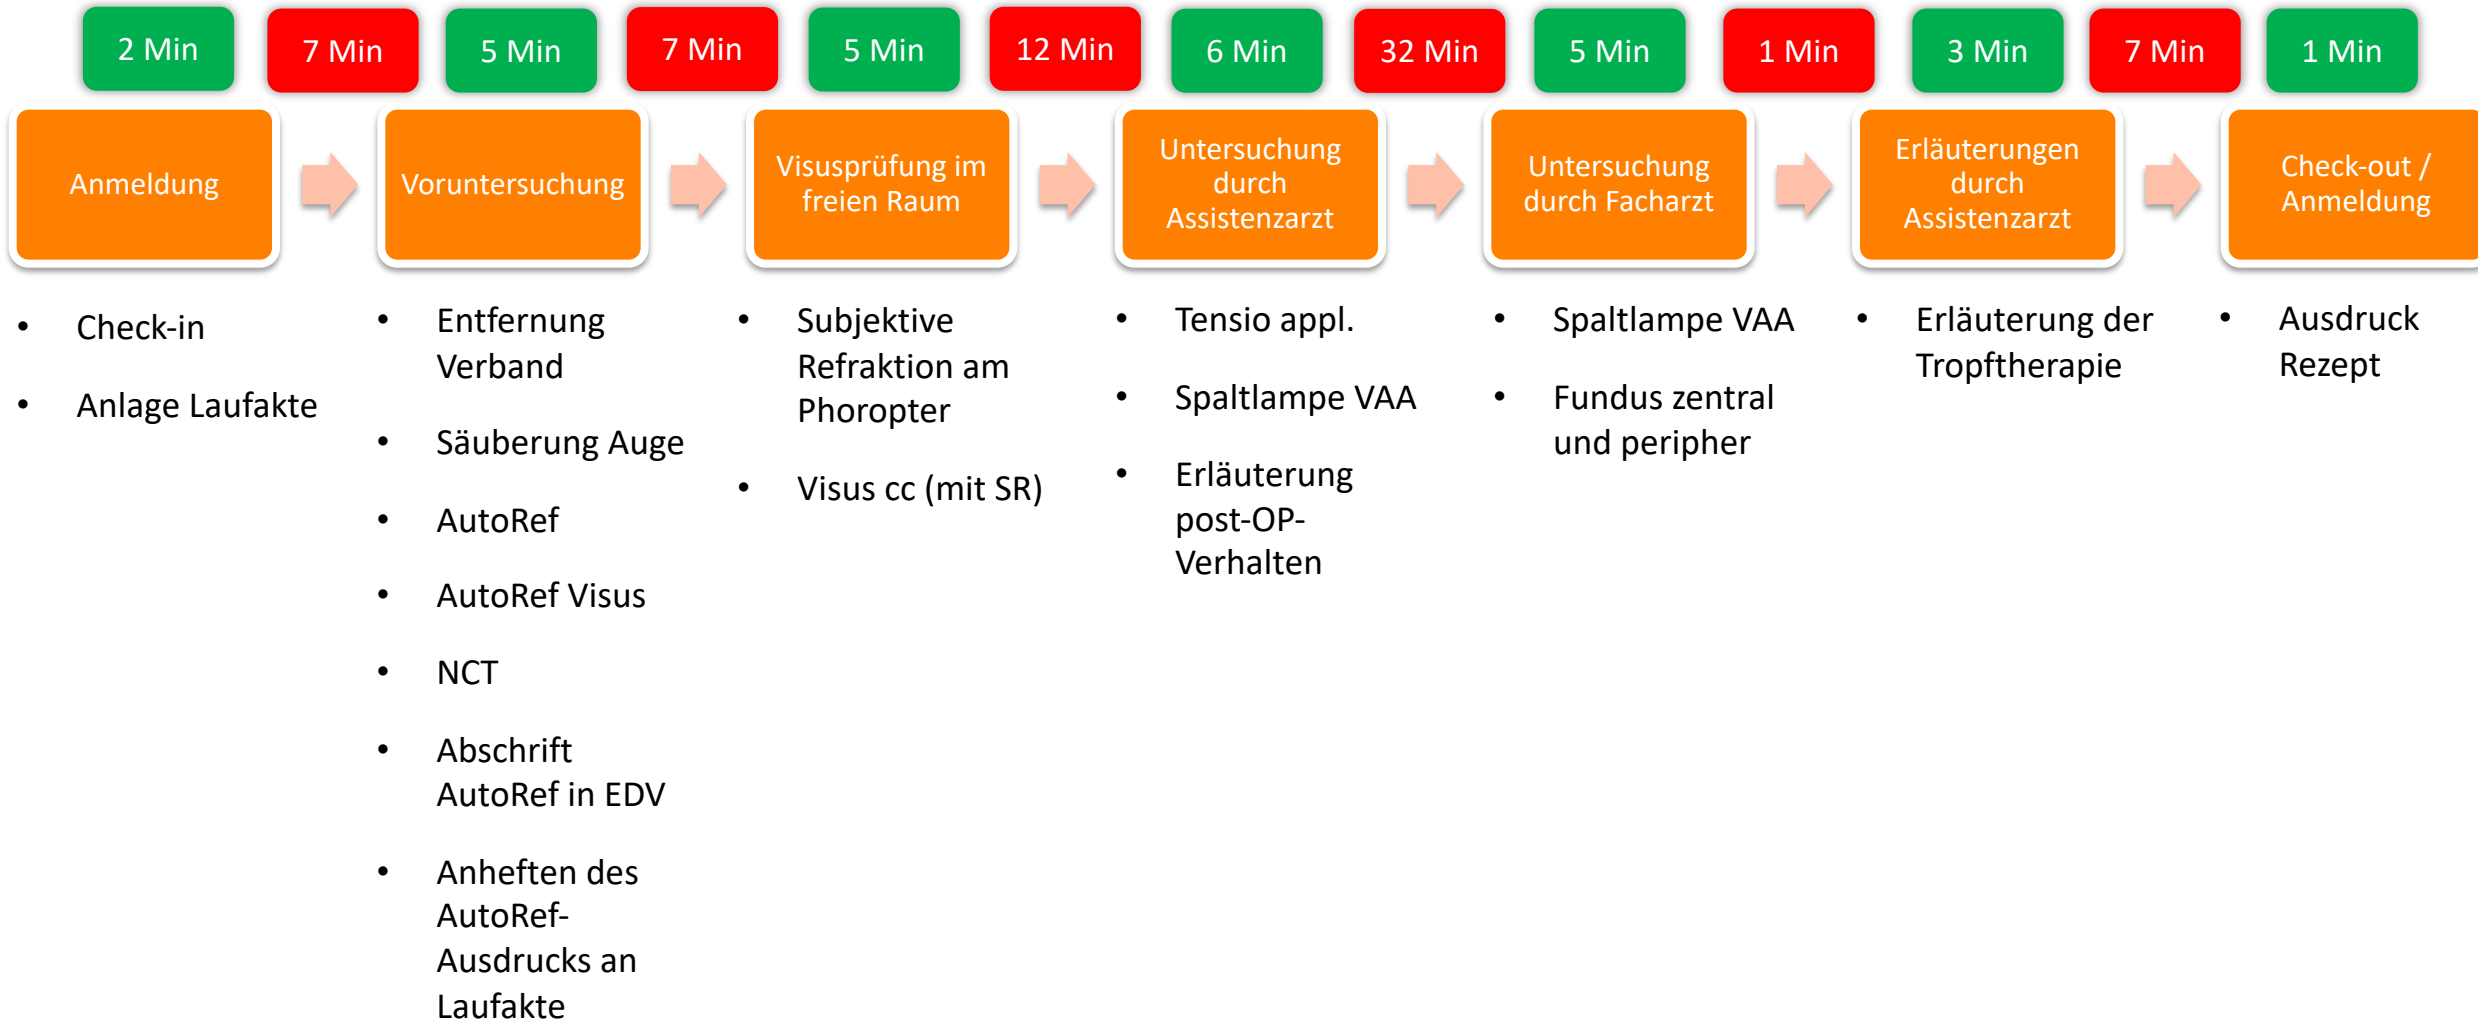 2 Min
7 Min
5 Min
7 Min
5 Min
12 Min
6 Min
32 Min
5 Min
1 Min
3 Min
7 Min
1 Min
Anmeldung
Voruntersuchung
Visusprüfung im
freien Raum
Untersuchung
durch
Assistenzarzt
Untersuchung
durch Facharzt
Erläuterungen
durch
Assistenzarzt
Check-out /
Anmeldung
• Check-in
• Anlage Laufakte
• Entfernung
Verband
• Säuberung Auge
• AutoRef
• AutoRef Visus
• NCT
• Abschrift
AutoRef in EDV
• Anheften des
AutoRef-
Ausdrucks an
Laufakte
• Subjektive
Refraktion am
Phoropter
• Visus cc (mit SR)
• Tensio appl.
• Spaltlampe VAA
• Erläuterung
post-OP-
Verhalten
• Spaltlampe VAA
• Fundus zentral
und peripher
• Erläuterung der
Tropftherapie
• Ausdruck
Rezept